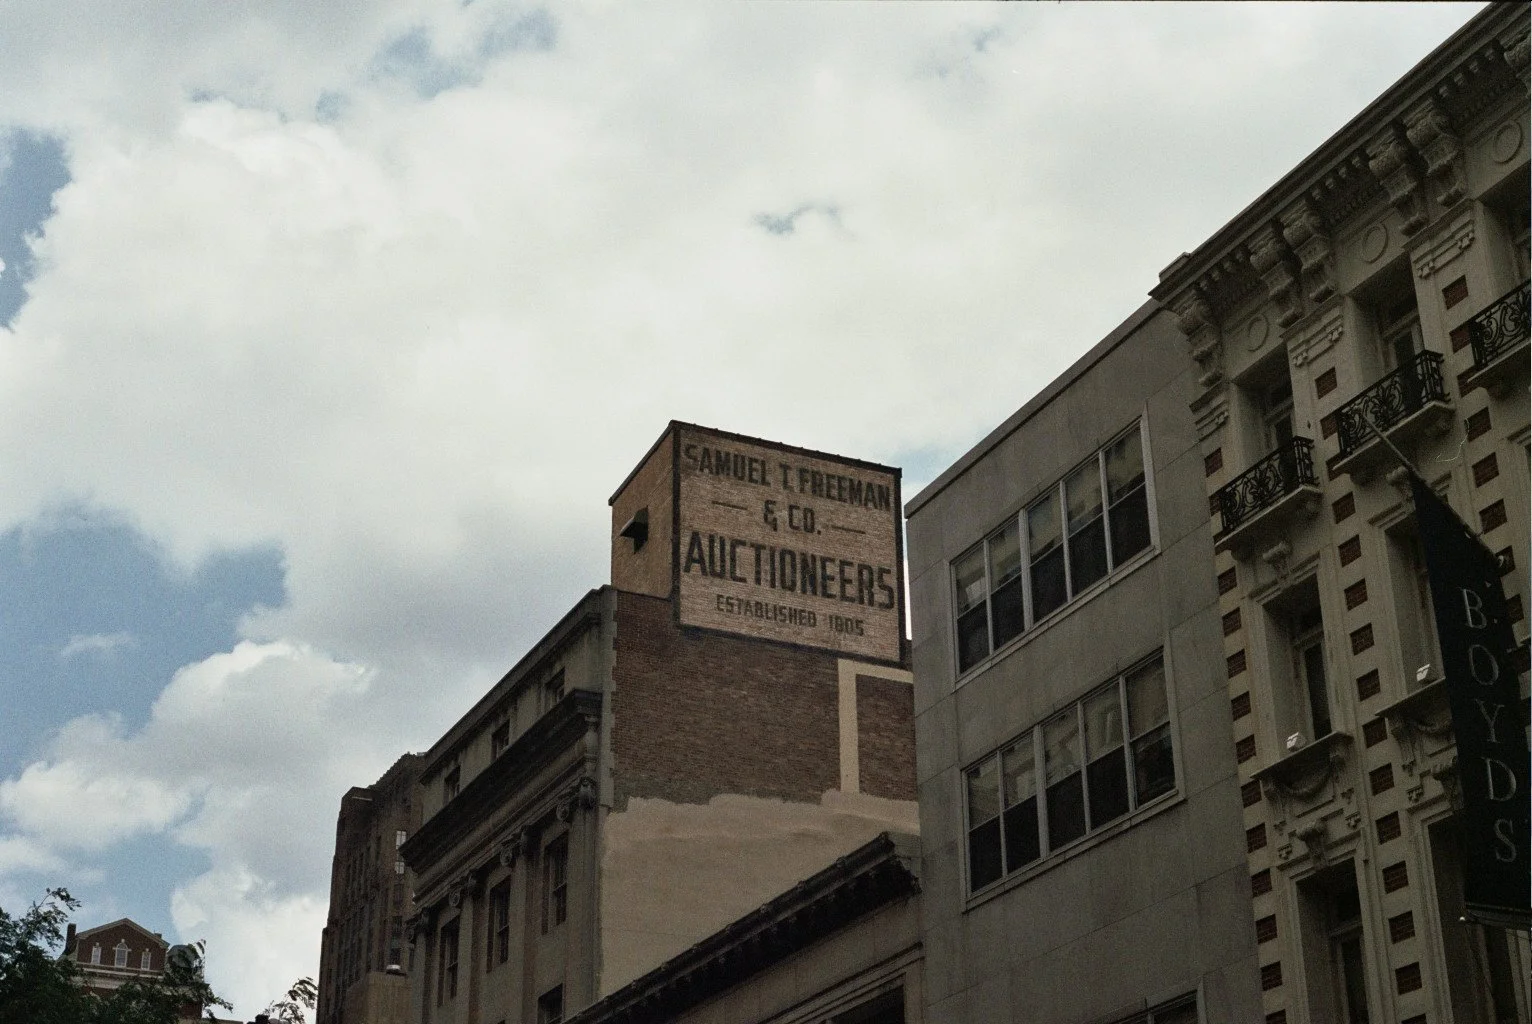 SAMUEL T. FREEMAN
& CO.
AUCTIONEERS
ESTABLISHED 1805
BOYDS